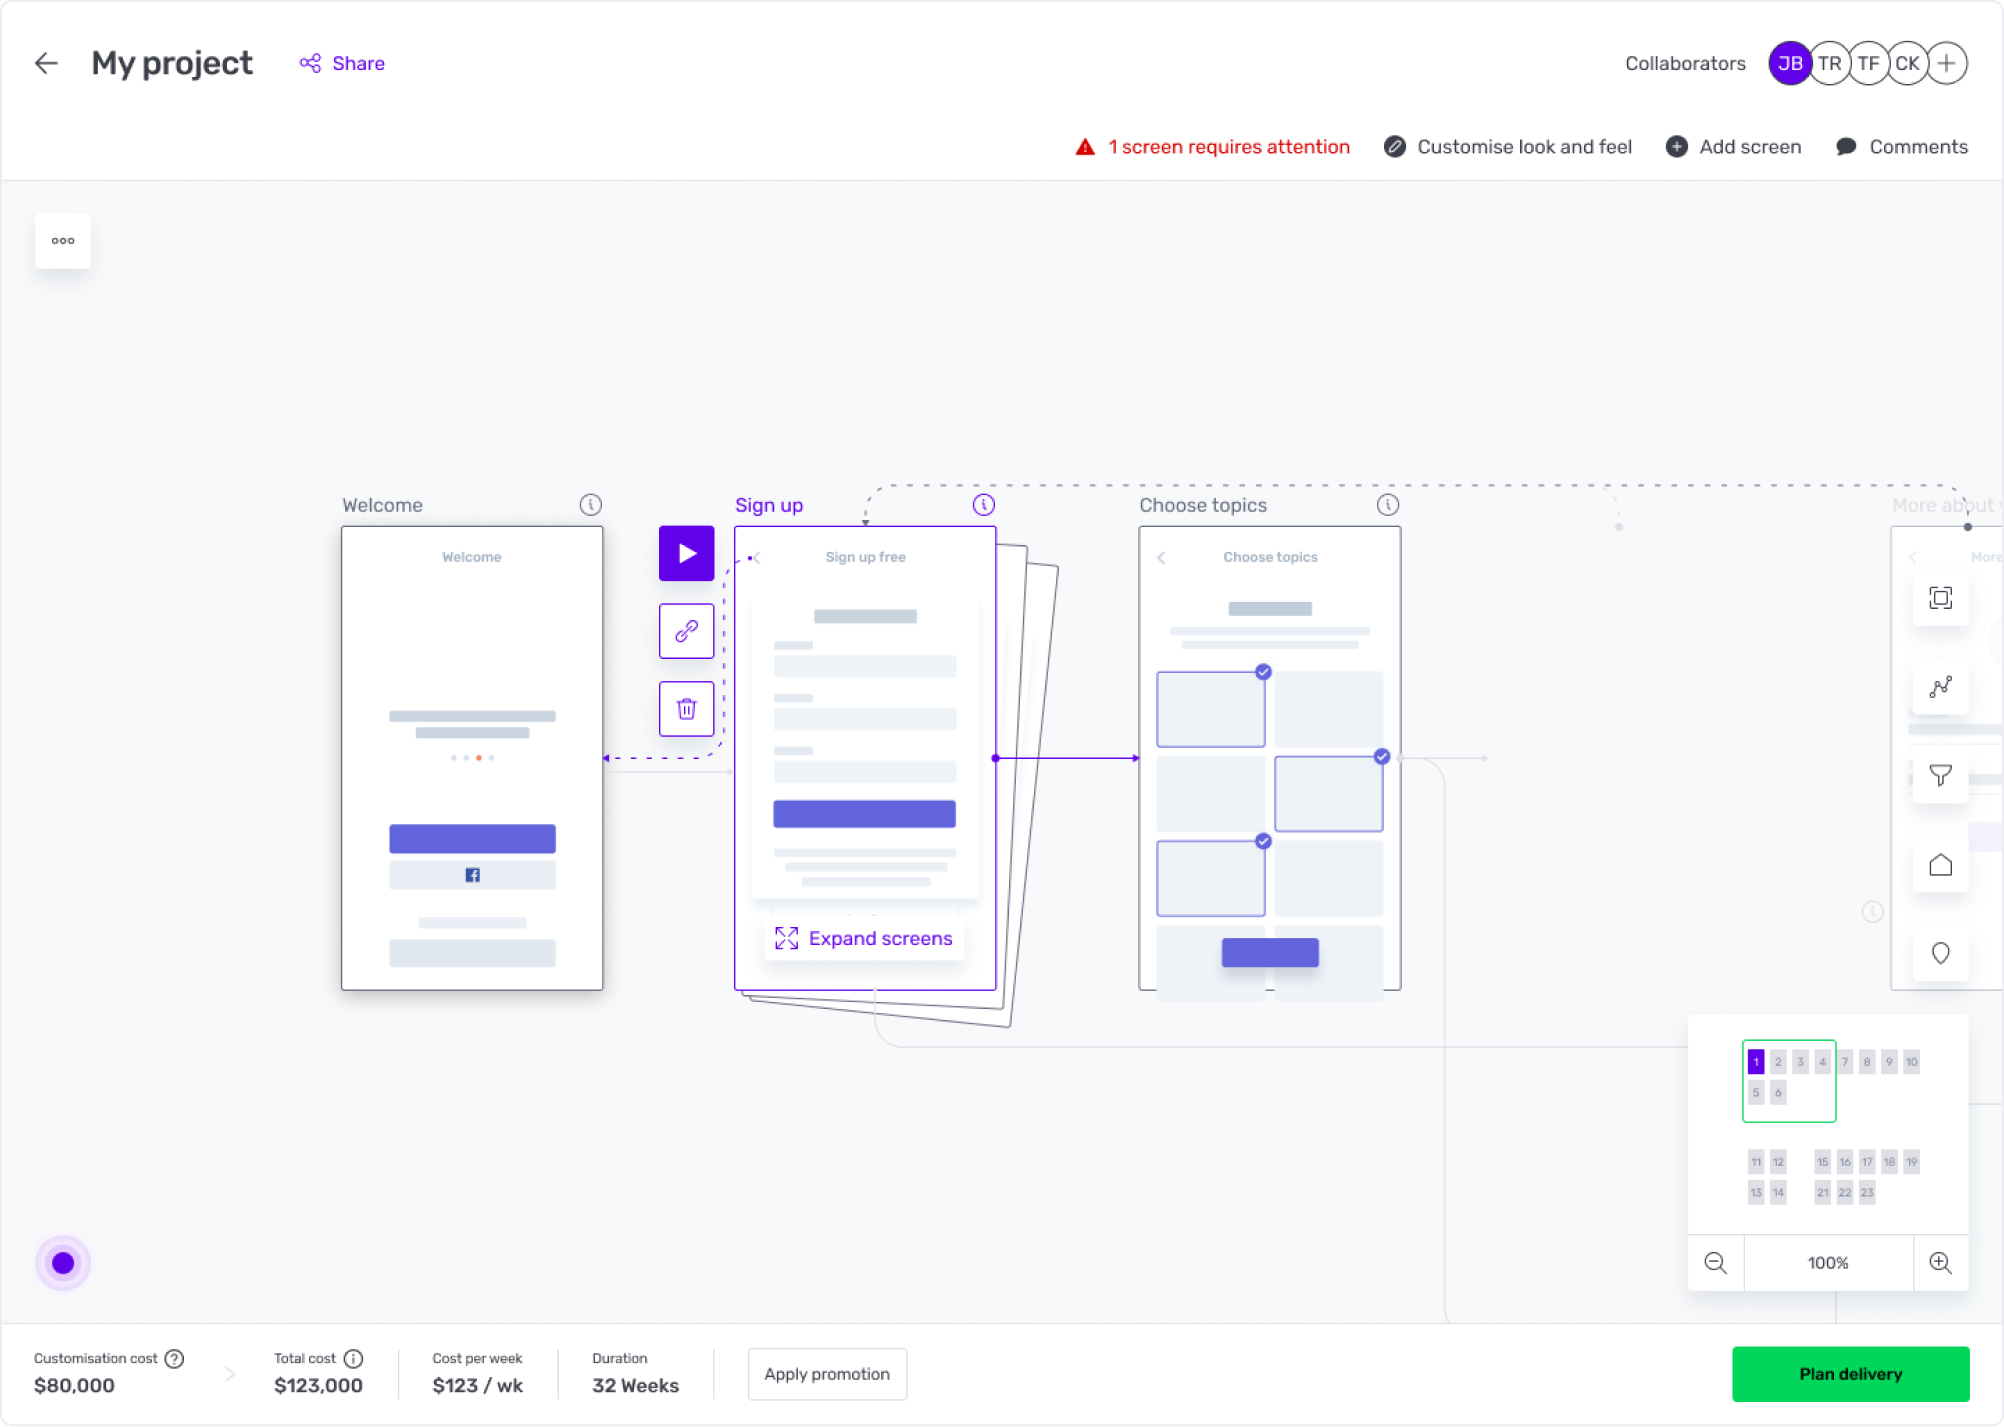 My project
Share
Collaborators
JB TR TF CK
1 screen requires attention
Customise look and feel
Add screen
Comments
Welcome
Sign up
Choose topics
More about
Welcome
Sign up free
Choose topics
More
Expand screens
1 2 3 4 7 8 9 10
5 6
11 12 15 16 17 18 19
13 14 21 22 23
100%
Customisation cost
$80,000
Total cost
$123,000
Cost per week
$123 / wk
Duration
32 Weeks
Apply promotion
Plan delivery